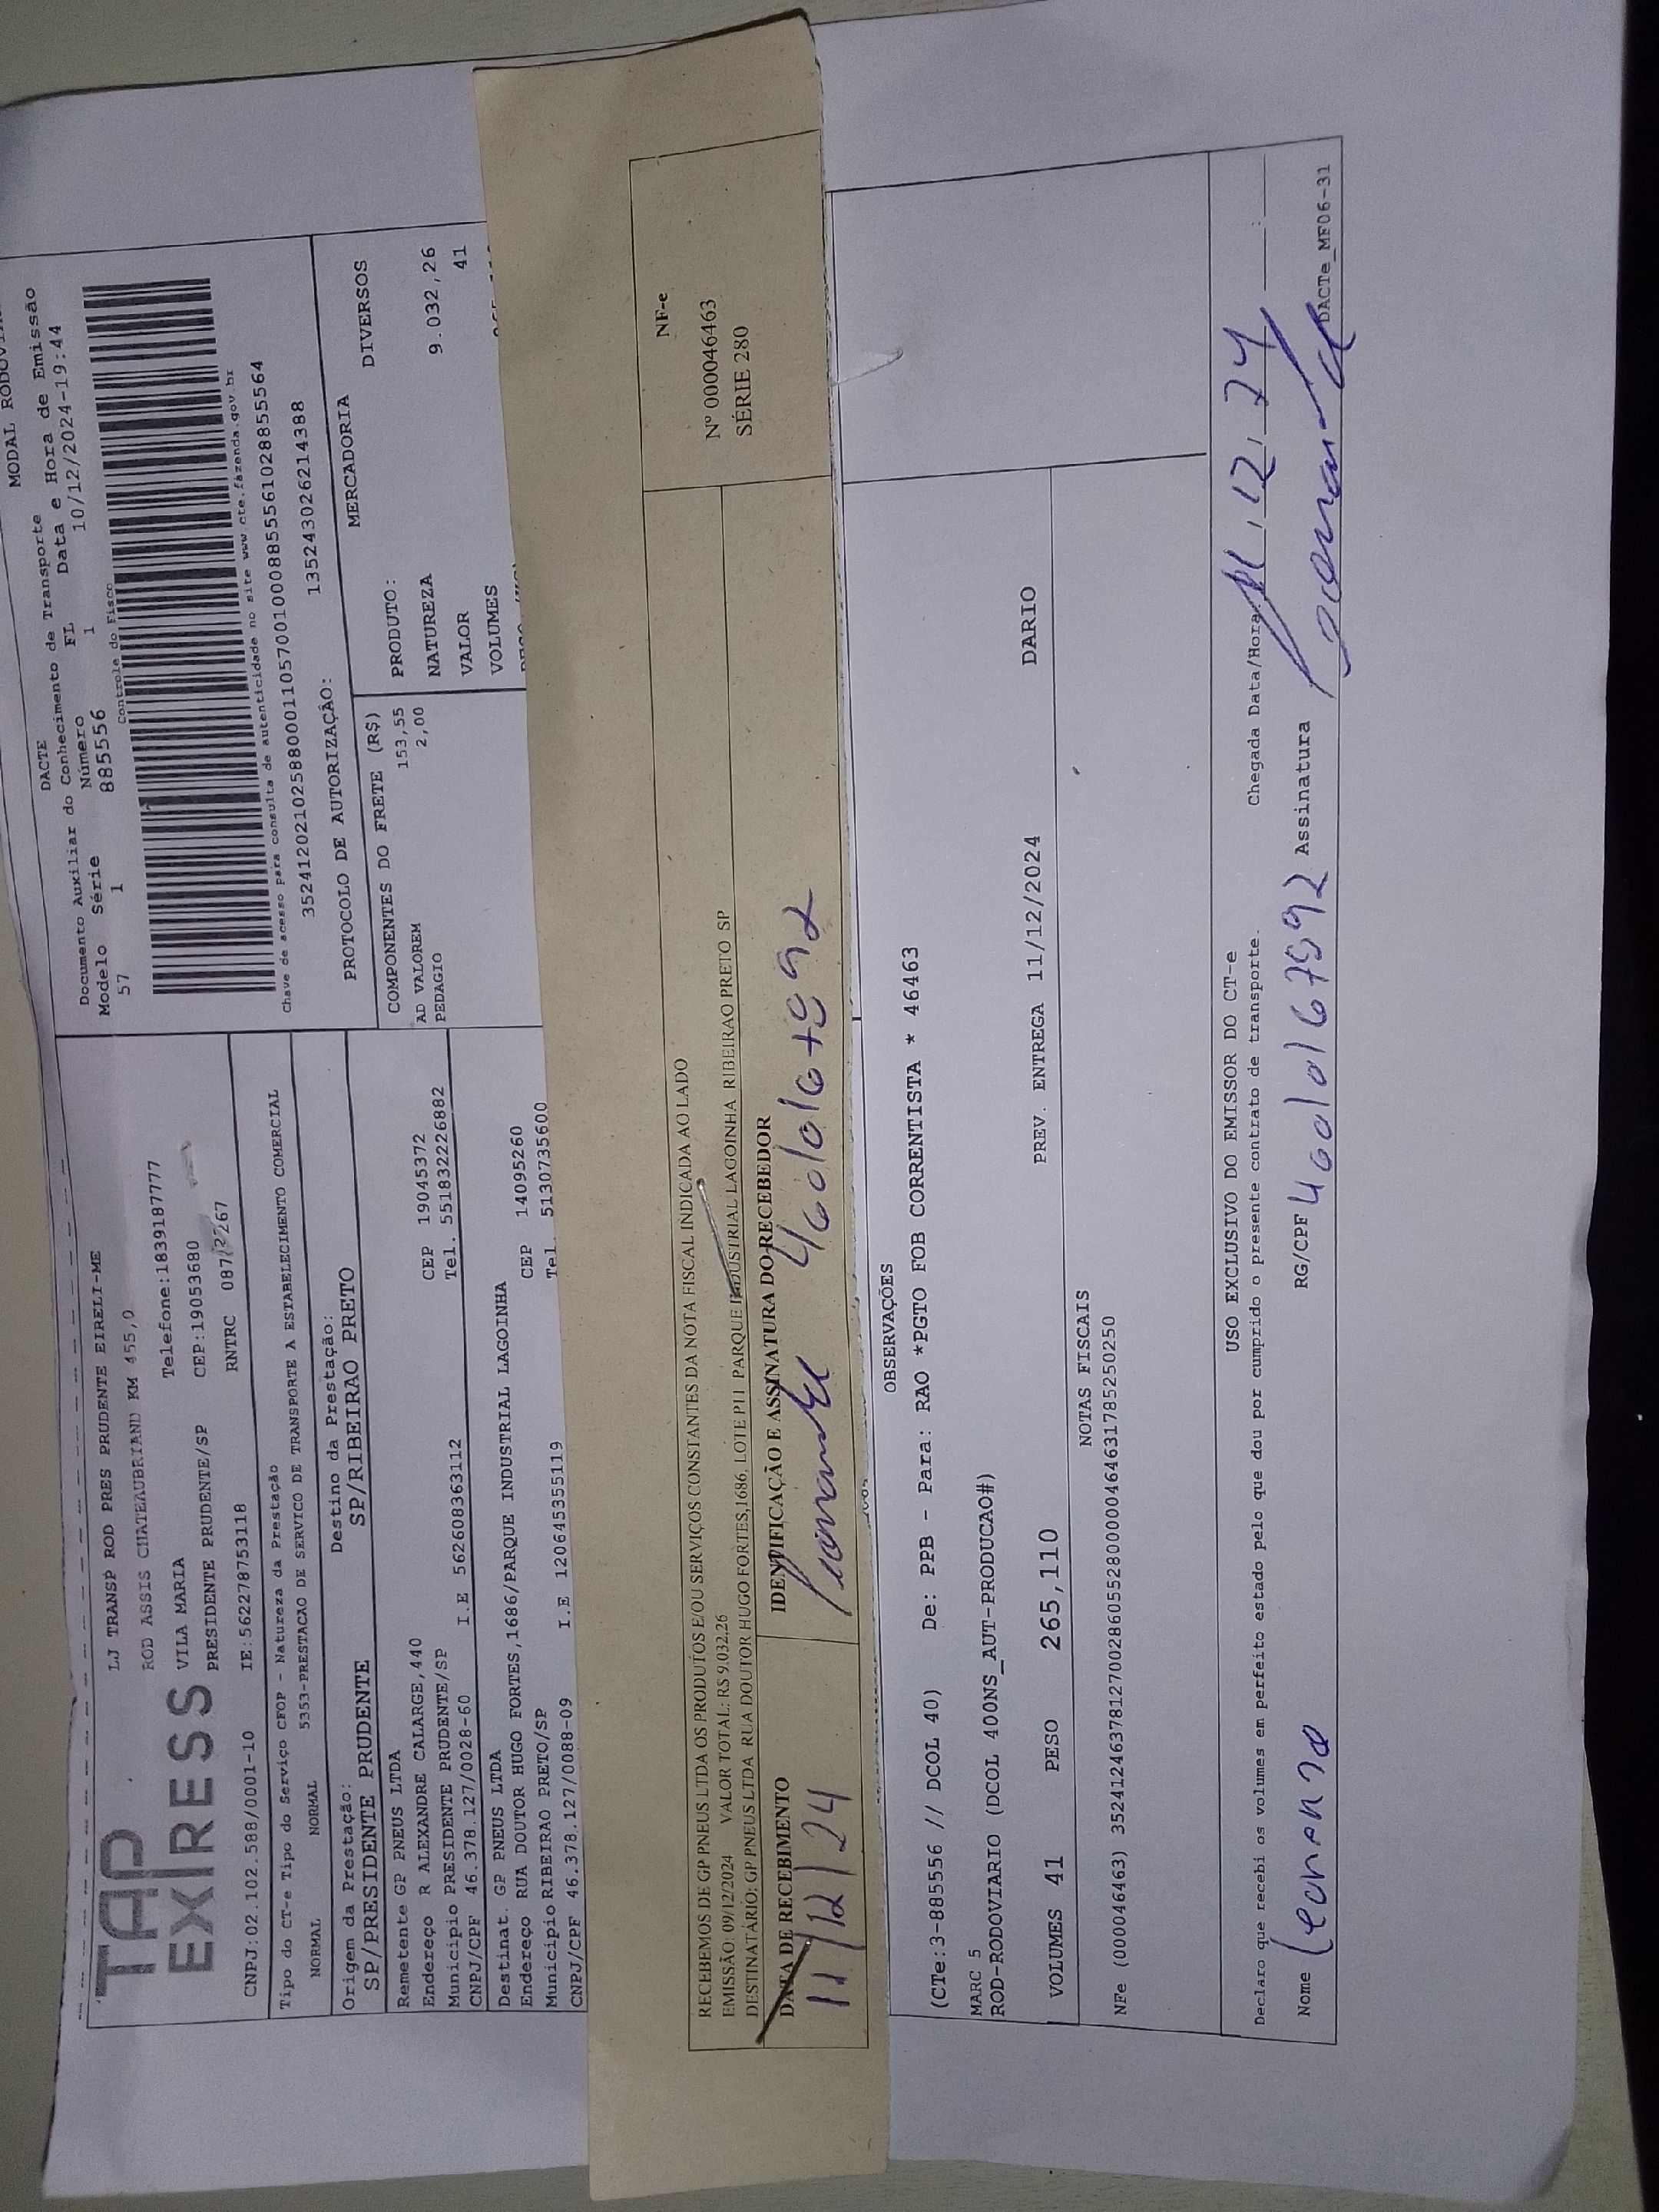 TAP
EXPRESS
LJ TRANSP ROD PRES PRUDENTE EIRELI-ME
ROD ASSIS CHATEAUBRIAND KM 455,0
Telefone:1839187777
VILA MARIA
PRESIDENTE PRUDENTE/SP CEP:19053680
CNPJ:02.102.588/0001-10 IE:562278753118 RNTRC
MODAL
DACTE
Documento Auxiliar do Conhecimento de Transporte
Modelo Série Número FL Data e Hora de Emissão
57 1 885556 1 10/12/2024-19:44
Controle do Fisco
Chave de acesso para consulta de autenticidade no site www.cte.fazenda.gov.br
35241202102588000110570010008855561028855564
PROTOCOLO DE AUTORIZAÇÃO: 135243026214388
Tipo do CT-e Tipo do Serviço CFOP - Natureza da Prestação
NORMAL NORMAL 5353-PRESTACAO DE SERVICO DE TRANSPORTE A ESTABELECIMENTO COMERCIAL
Origem da Prestação: Destino da Prestação:
SP/PRESIDENTE PRUDENTE SP/RIBEIRAO PRETO
Remetente GP PNEUS LTDA
Endereço R ALEXANDRE CALARGE,440 CEP 19045372
Município PRESIDENTE PRUDENTE/SP Tel. 551832226882
CNPJ/CPF 46.378.127/0028-60 I.E 562608363112
Destinat. GP PNEUS LTDA
Endereço RUA DOUTOR HUGO FORTES,1686/PARQUE INDUSTRIAL LAGOINHA
Município RIBEIRAO PRETO/SP CEP 14095260
CNPJ/CPF 46.378.127/0088-09 I.E 120645355119 Tel. 5130735600
COMPONENTES DO FRETE (R$)
AD VALOREM 153,55
PEDAGIO 2,00
MERCADORIA
PRODUTO: DIVERSOS
NATUREZA
VALOR 9.032,26
VOLUMES 41
RECEBEMOS DE GP PNEUS LTDA OS PRODUTOS E/OU SERVIÇOS CONSTANTES DA NOTA FISCAL INDICADA AO LADO
EMISSÃO: 09/12/2024 VALOR TOTAL: R$ 9.032,26
DESTINATÁRIO: GP PNEUS LTDA RUA DOUTOR HUGO FORTES,1686, LOTE P11 PARQUE INDUSTRIAL LAGOINHA RIBEIRAO PRETO SP
DATA DE RECEBIMENTO IDENTIFICAÇÃO E ASSINATURA DO RECEBEDOR
11/12/24
NF-e
Nº 000046463
SÉRIE 280
OBSERVAÇÕES
(CTe:3-885556 // DCOL 40) De: PPB - Para: RAO *PGTO FOB CORRENTISTA * 46463
MARC 5
ROD-RODOVIARIO (DCOL 400NS_AUT-PRODUCAO#)
VOLUMES 41 PESO 265,110 PREV. ENTREGA 11/12/2024 DARIO
NOTAS FISCAIS
NFe (000046463) 35241246378127002860552800000464631785250250
USO EXCLUSIVO DO EMISSOR DO CT-e
Declaro que recebi os volumes em perfeito estado pelo que dou por cumprido o presente contrato de transporte. Chegada Data/Hora 11,12,24
Nome RG/CPF Assinatura
DACTe_MF06-31